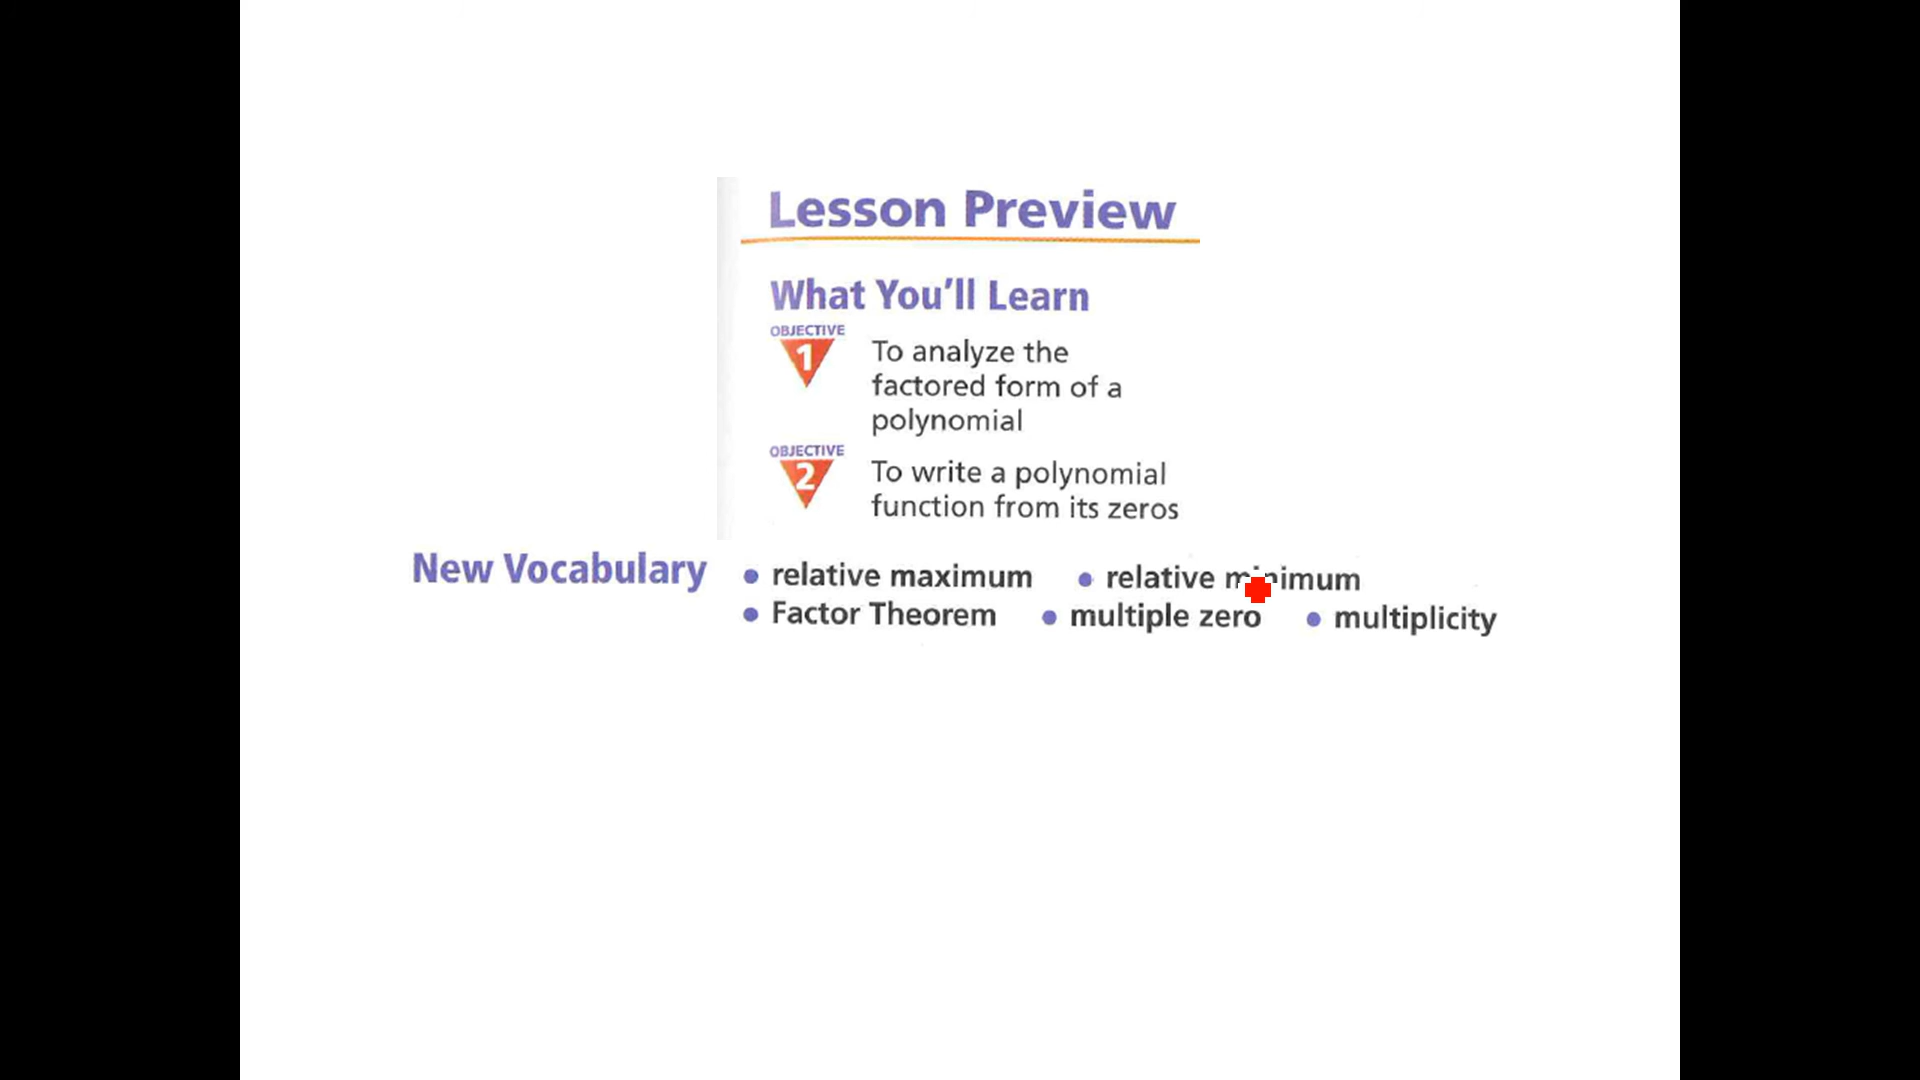 Lesson Preview
What You'll Learn
OBJECTIVE
1
To analyze the
factored form of a
polynomial
OBJECTIVE
2
To write a polynomial
function from its zeros
New Vocabulary
• relative maximum • relative minimum
• Factor Theorem • multiple zero • multiplicity